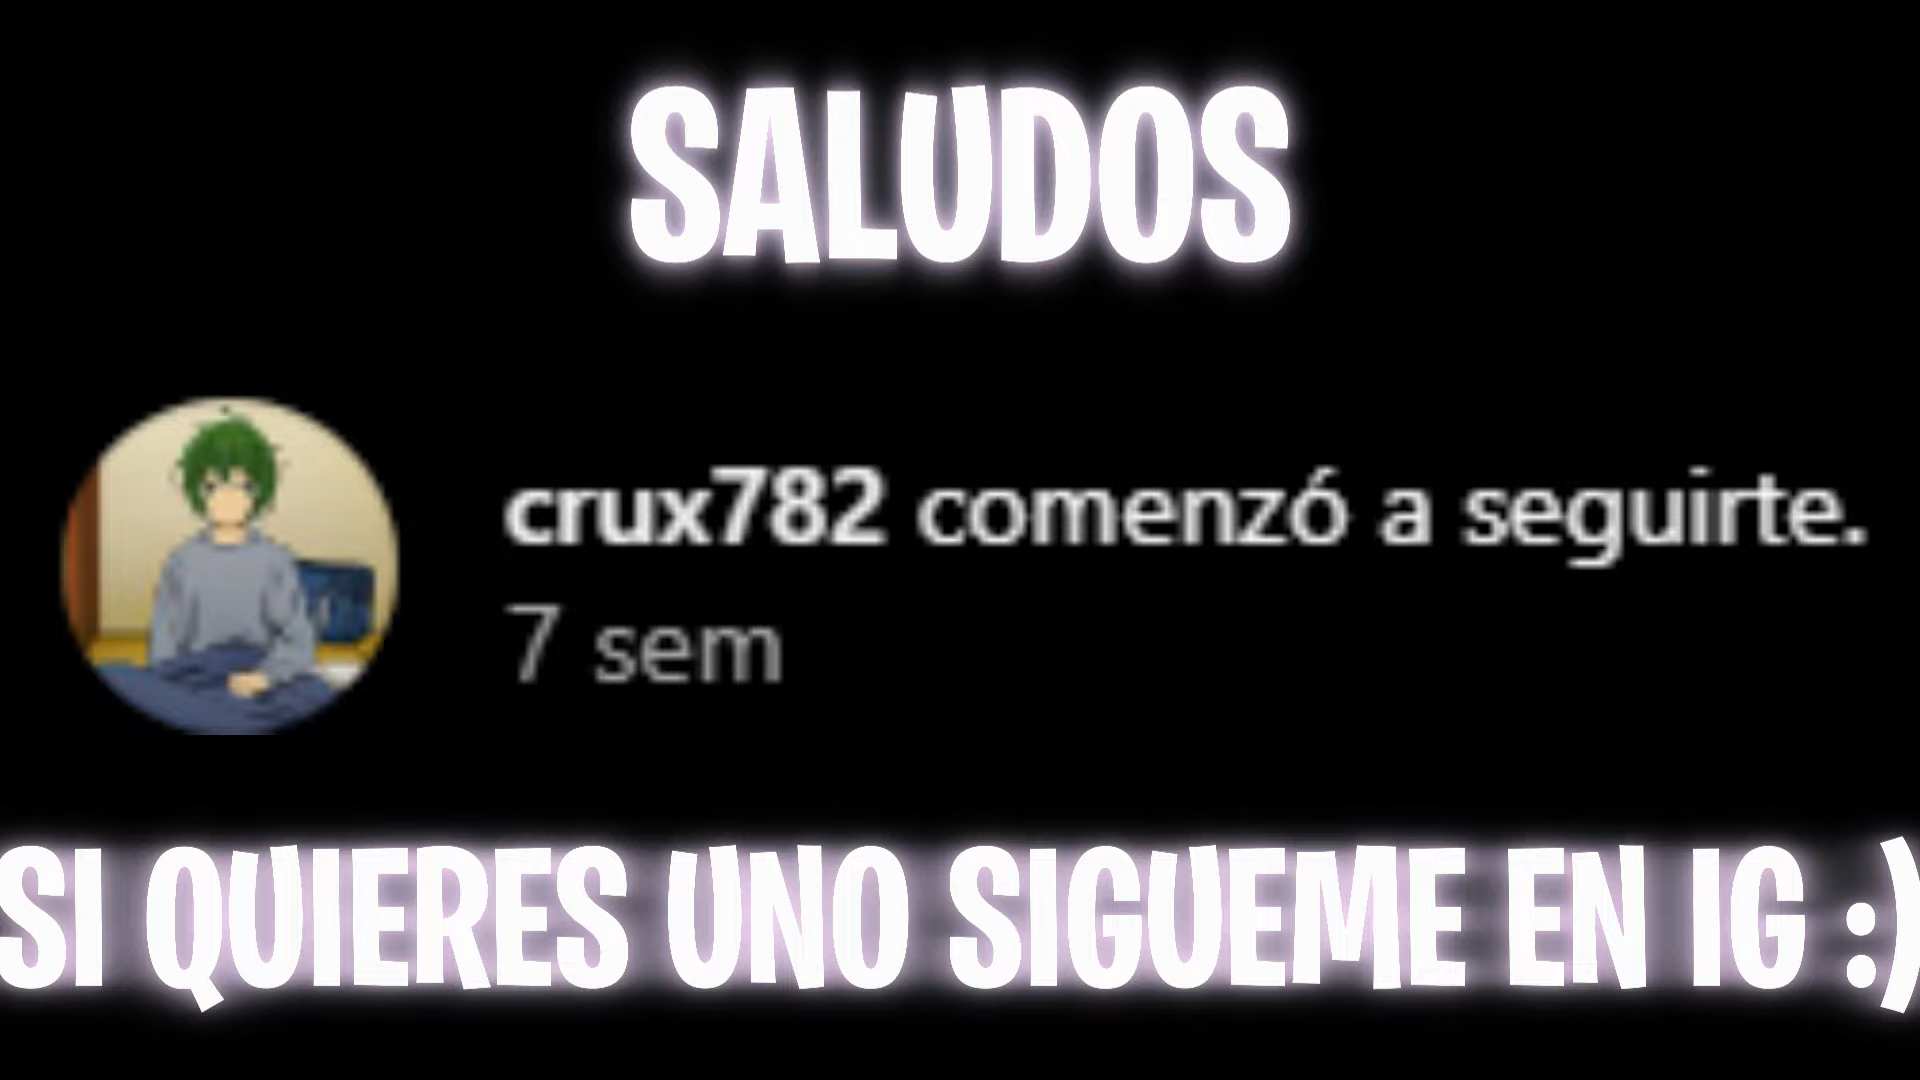 SALUDOS
crux782 comenzó a seguirte.
7 sem
SI QUIERES UNO SIGUEME EN IG :)